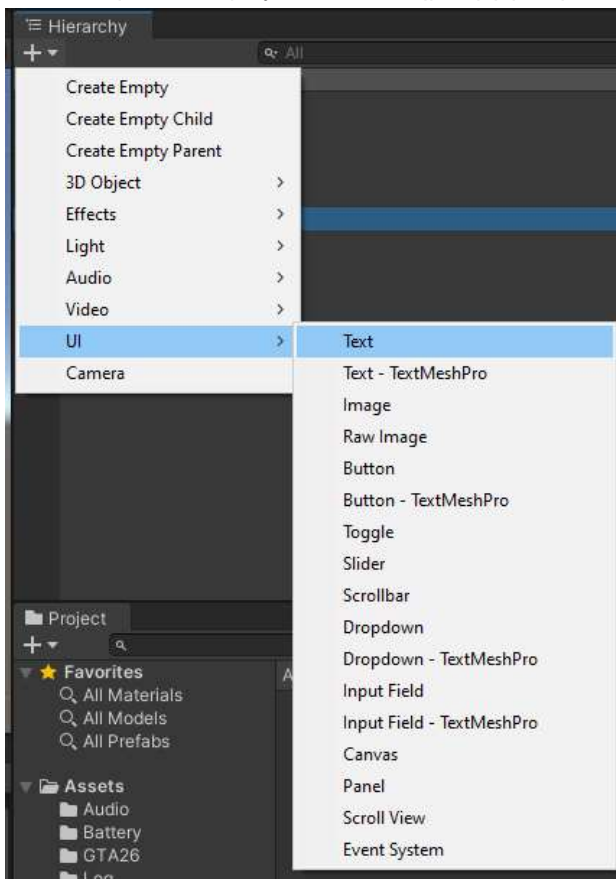 Hierarchy
All
Create Empty
Create Empty Child
Create Empty Parent
3D Object
Effects
Light
Audio
Video
UI
Camera
Text
Text - TextMeshPro
Image
Raw Image
Button
Button - TextMeshPro
Toggle
Slider
Scrollbar
Dropdown
Dropdown - TextMeshPro
Input Field
Input Field - TextMeshPro
Canvas
Panel
Scroll View
Event System
Project
Favorites
All Materials
All Models
All Prefabs
Assets
Audio
Battery
GTA26